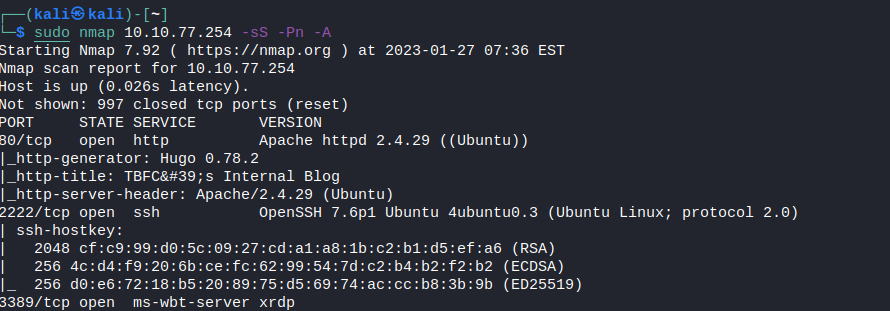 ┌──(kali㉿kali)-[~]
└─$ sudo nmap 10.10.77.254 -sS -Pn -A
Starting Nmap 7.92 ( https://nmap.org ) at 2023-01-27 07:36 EST
Nmap scan report for 10.10.77.254
Host is up (0.026s latency).
Not shown: 997 closed tcp ports (reset)
PORT     STATE SERVICE       VERSION
80/tcp   open  http          Apache httpd 2.4.29 ((Ubuntu))
|_http-generator: Hugo 0.78.2
|_http-title: TBFC&#39;s Internal Blog
|_http-server-header: Apache/2.4.29 (Ubuntu)
2222/tcp open  ssh           OpenSSH 7.6p1 Ubuntu 4ubuntu0.3 (Ubuntu Linux; protocol 2.0)
| ssh-hostkey:
|   2048 cf:c9:99:d0:5c:09:27:cd:a1:a8:1b:c2:b1:d5:ef:a6 (RSA)
|   256 4c:d4:f9:20:6b:ce:fc:62:99:54:7d:c2:b4:b2:f2:b2 (ECDSA)
|_  256 d0:e6:72:18:b5:20:89:75:d5:69:74:ac:cc:b8:3b:9b (ED25519)
3389/tcp open  ms-wbt-server xrdp